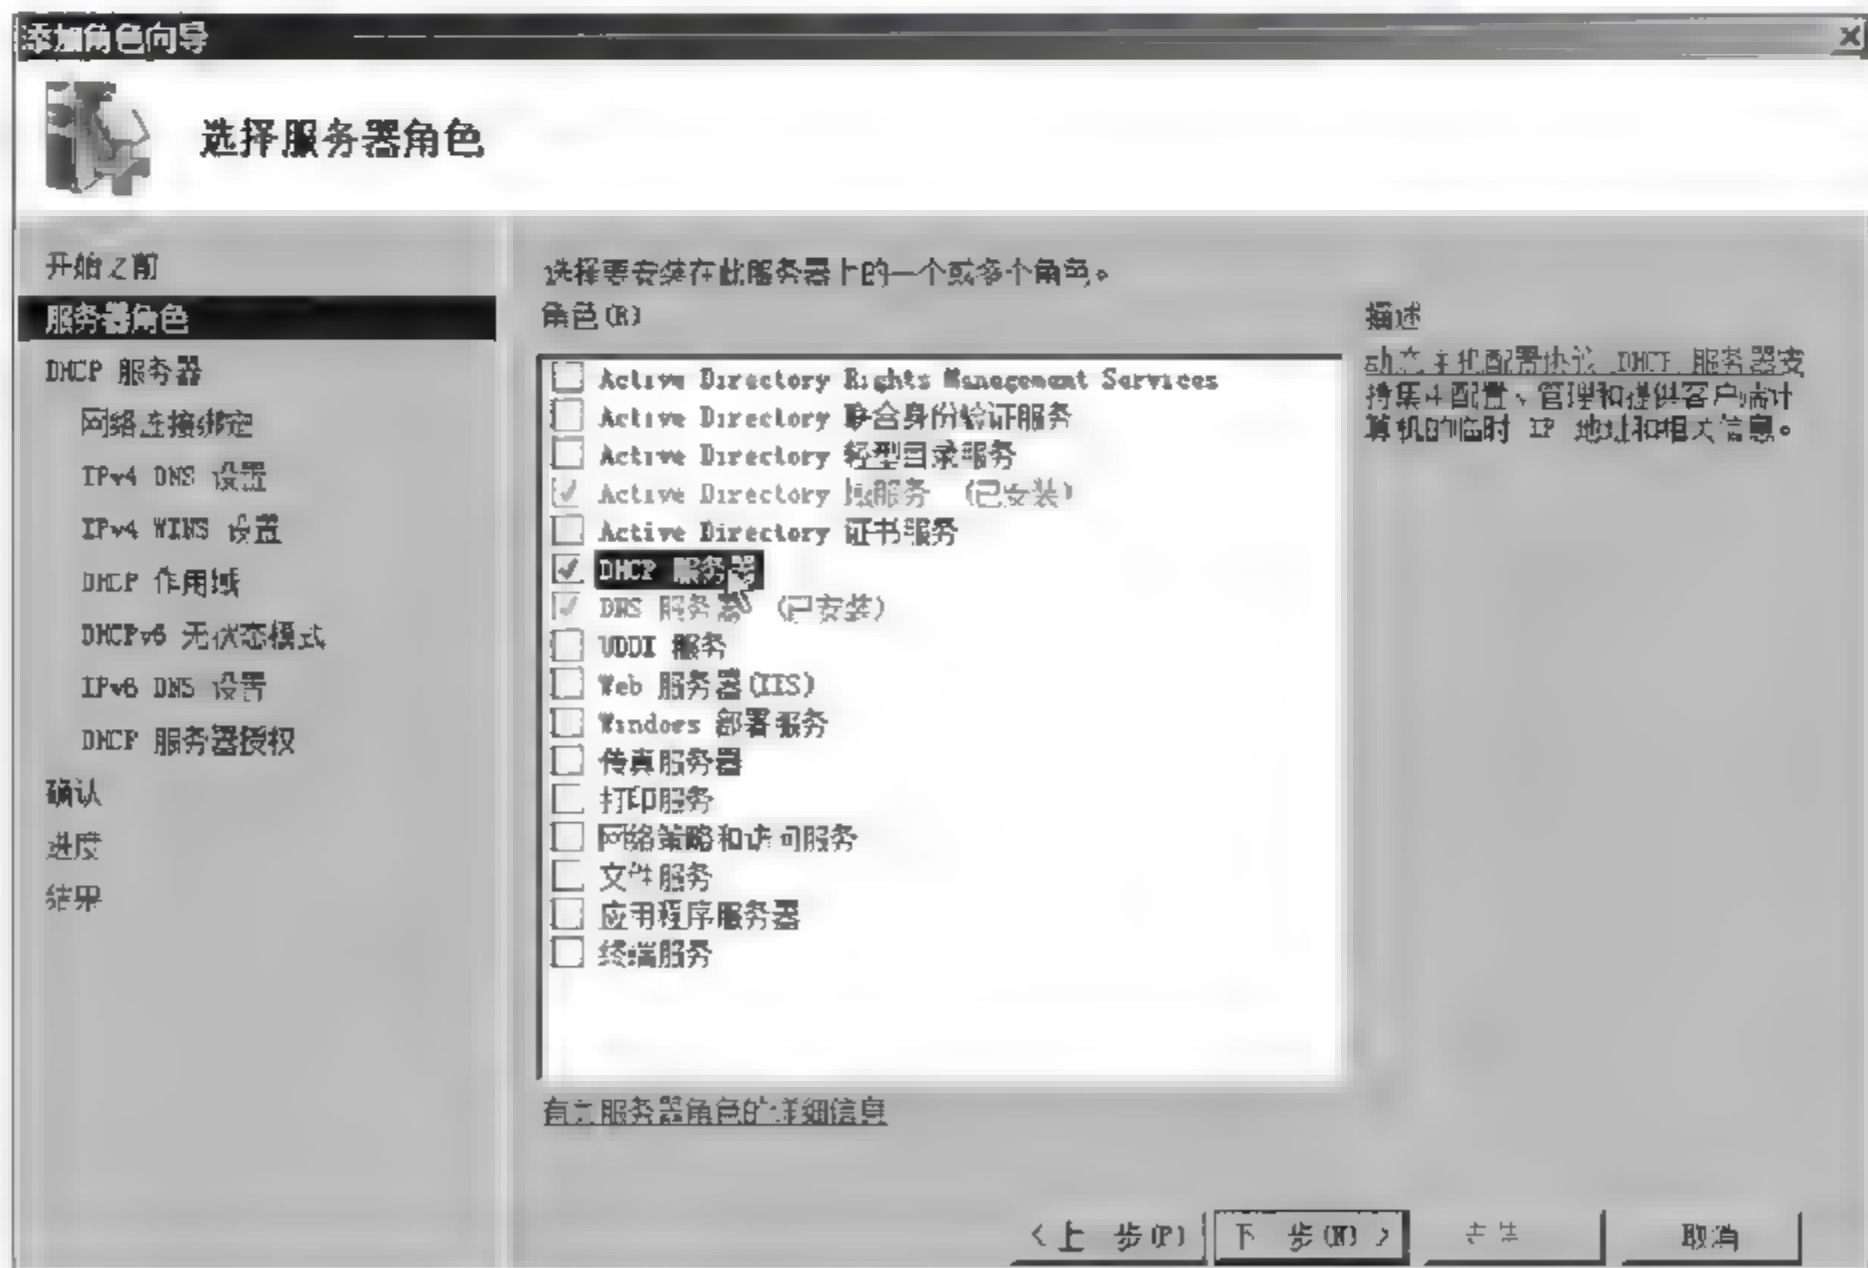 添加角色向导
选择服务器角色
开始之前
服务器角色
DHCP 服务器
网络连接绑定
IPv4 DNS 设置
IPv4 WINS 设置
DHCP 作用域
DHCPv6 无状态模式
IPv6 DNS 设置
DHCP 服务器授权
确认
进度
结果
选择要安装在此服务器上的一个或多个角色。
角色(R)
Active Directory Rights Management Services
Active Directory 联合身份验证服务
Active Directory 轻型目录服务
Active Directory 域服务 (已安装)
Active Directory 证书服务
DHCP 服务器
DNS 服务器 (已安装)
UDDI 服务
Web 服务器(IIS)
Windows 部署服务
传真服务器
打印服务
网络策略和访问服务
文件服务
应用程序服务器
终端服务
有关服务器角色的详细信息
描述
动态主机配置协议 DHCP 服务器支
持集中配置、管理和提供客户端计
算机的临时 IP 地址和相关信息。
<上一步(P)
下一步(N) >
安装
取消